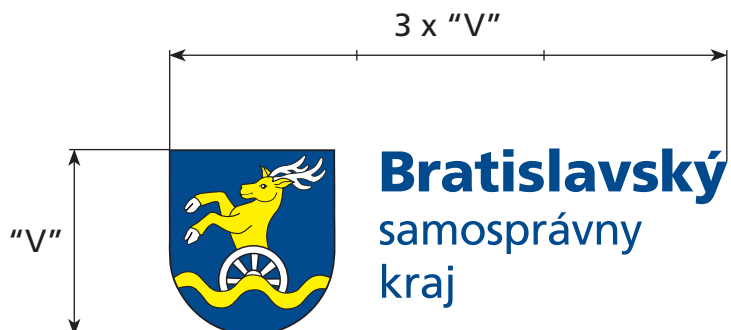 3 x “V”
“V”
Bratislavský
samosprávny
kraj